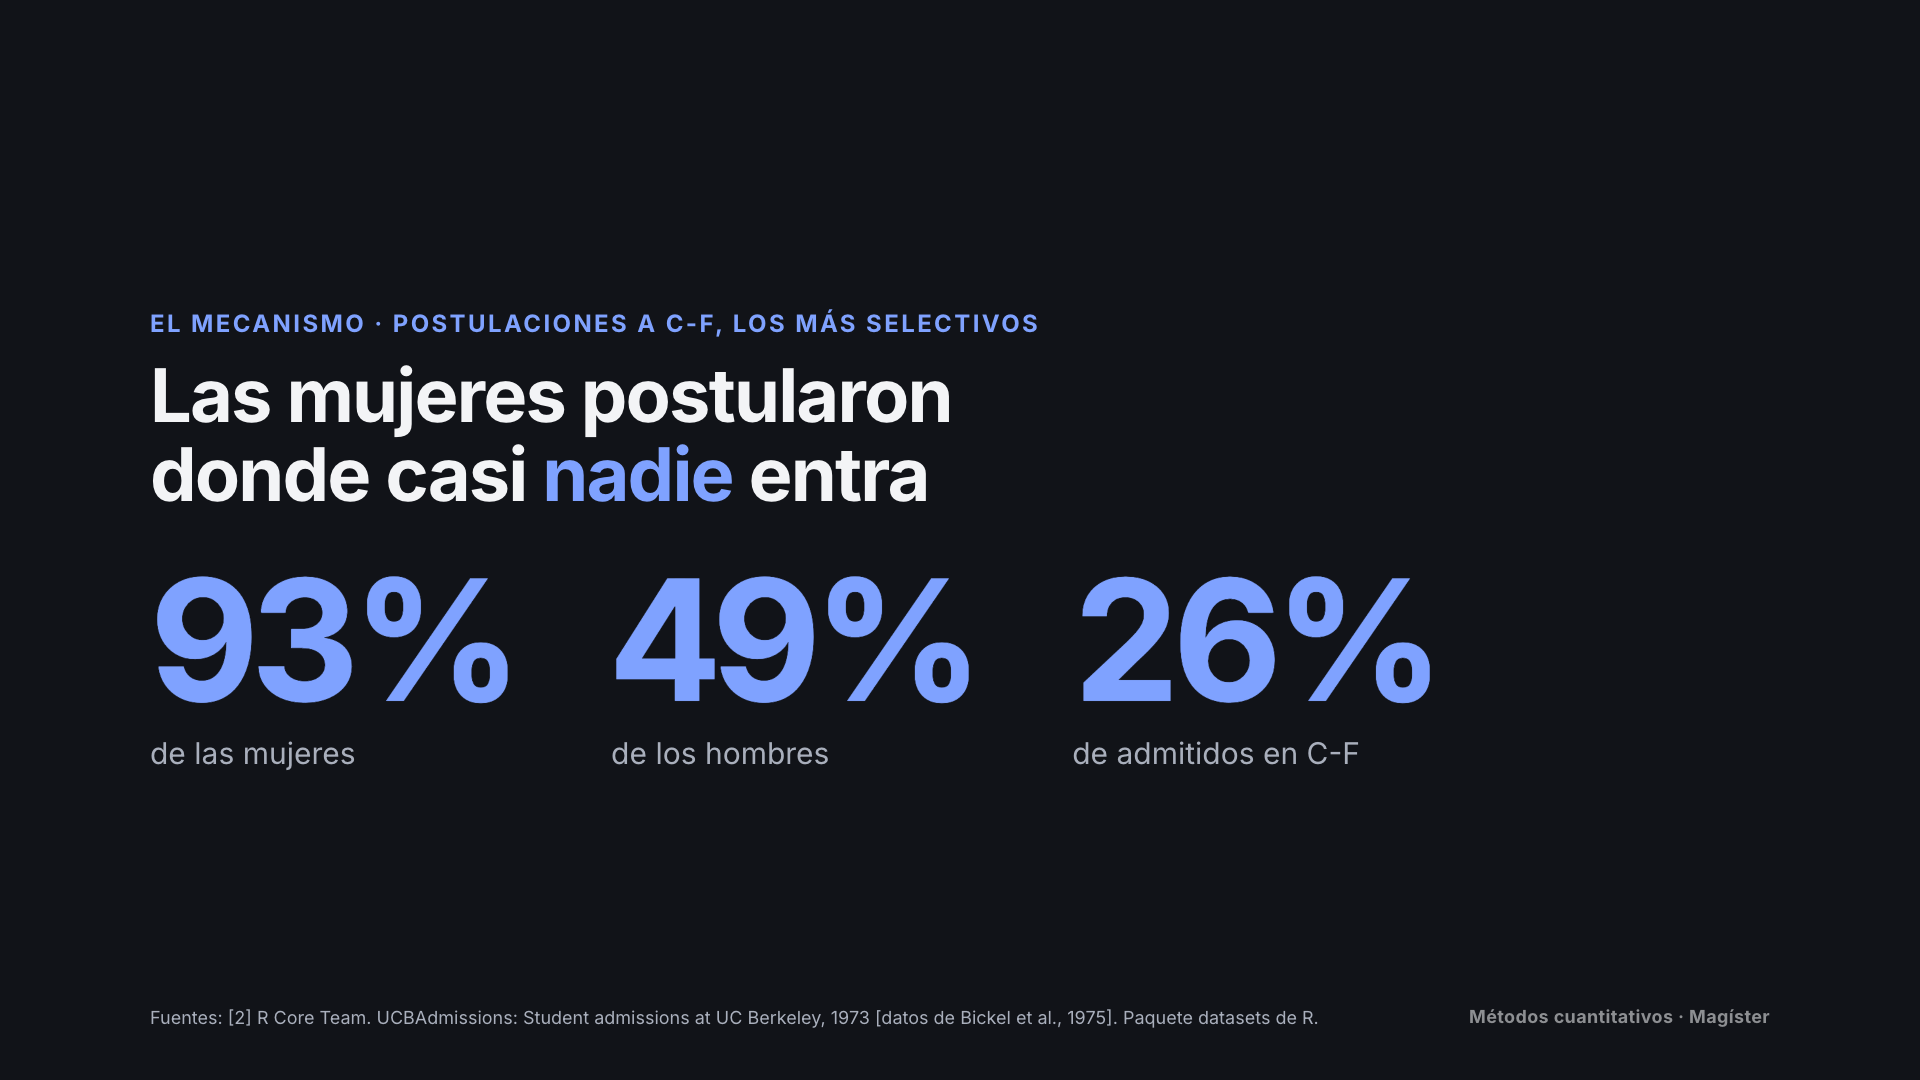 EL MECANISMO · POSTULACIONES A C-F, LOS MÁS SELECTIVOS
Las mujeres postularon
donde casi nadie entra
93%
de las mujeres
49%
de los hombres
26%
de admitidos en C-F
Fuentes: [2] R Core Team. UCBAdmissions: Student admissions at UC Berkeley, 1973 [datos de Bickel et al., 1975]. Paquete datasets de R.
Métodos cuantitativos · Magíster